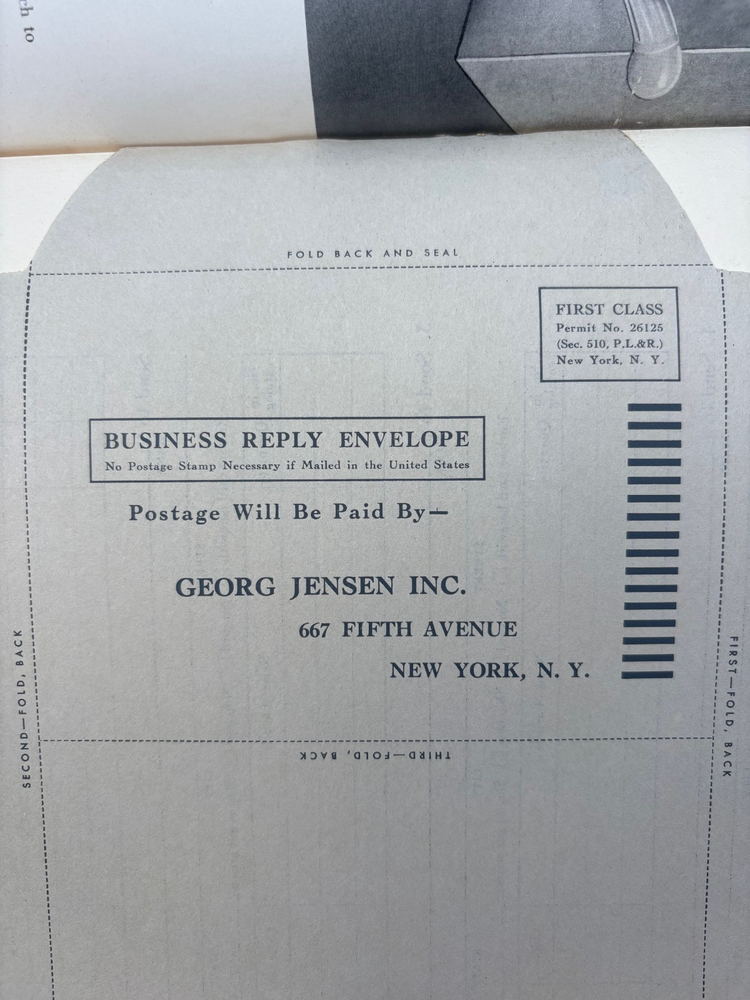 ch to
FOLD BACK AND SEAL
FIRST CLASS
Permit No. 26125
(Sec. 510, P.L.&R.)
New York, N. Y.
BUSINESS REPLY ENVELOPE
No Postage Stamp Necessary if Mailed in the United States
Postage Will Be Paid By—
GEORG JENSEN INC.
667 FIFTH AVENUE
NEW YORK, N. Y.
SECOND—FOLD, BACK
FIRST—FOLD, BACK
THIRD—FOLD, BACK